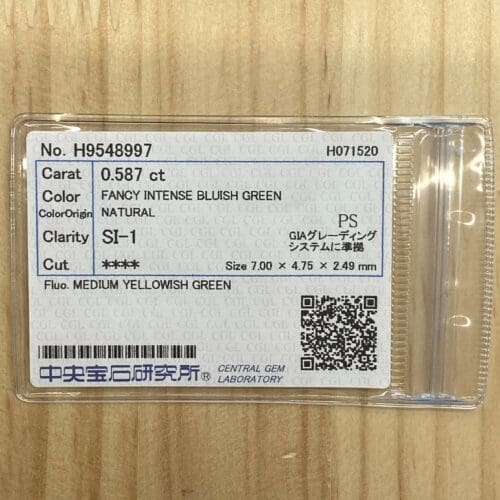 No. H9548997 H071520
Carat 0.587 ct
Color FANCY INTENSE BLUISH GREEN
ColorOrigin NATURAL
PS
Clarity SI-1 GIAグレーディング
システムに準拠
Cut **** Size 7.00 × 4.75 × 2.49 mm
Fluo. MEDIUM YELLOWISH GREEN
中央宝石研究所® CENTRAL GEM
LABORATORY